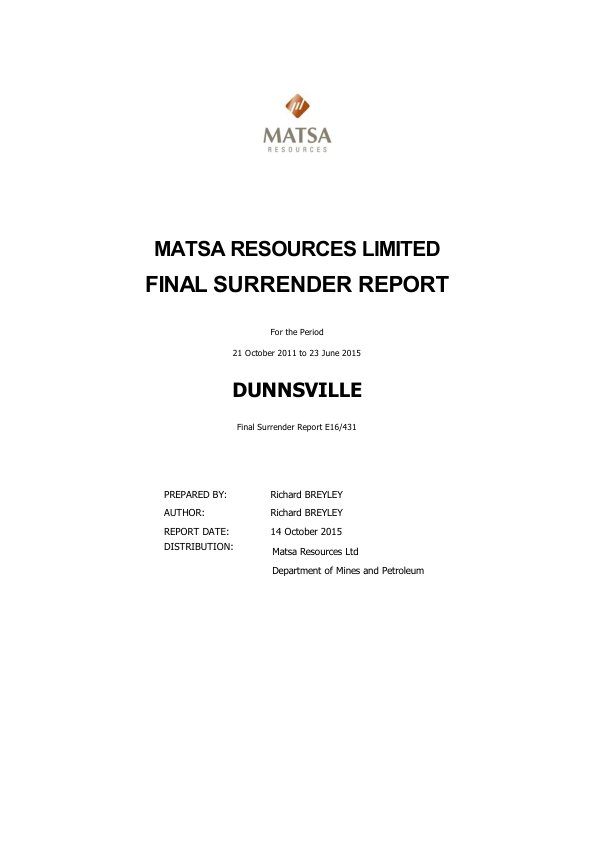 MATSA
RESOURCES
MATSA RESOURCES LIMITED
FINAL SURRENDER REPORT
For the Period
21 October 2011 to 23 June 2015
DUNNSVILLE
Final Surrender Report E16/431
PREPARED BY: Richard BREYLEY
AUTHOR: Richard BREYLEY
REPORT DATE: 14 October 2015
DISTRIBUTION: Matsa Resources Ltd
Department of Mines and Petroleum